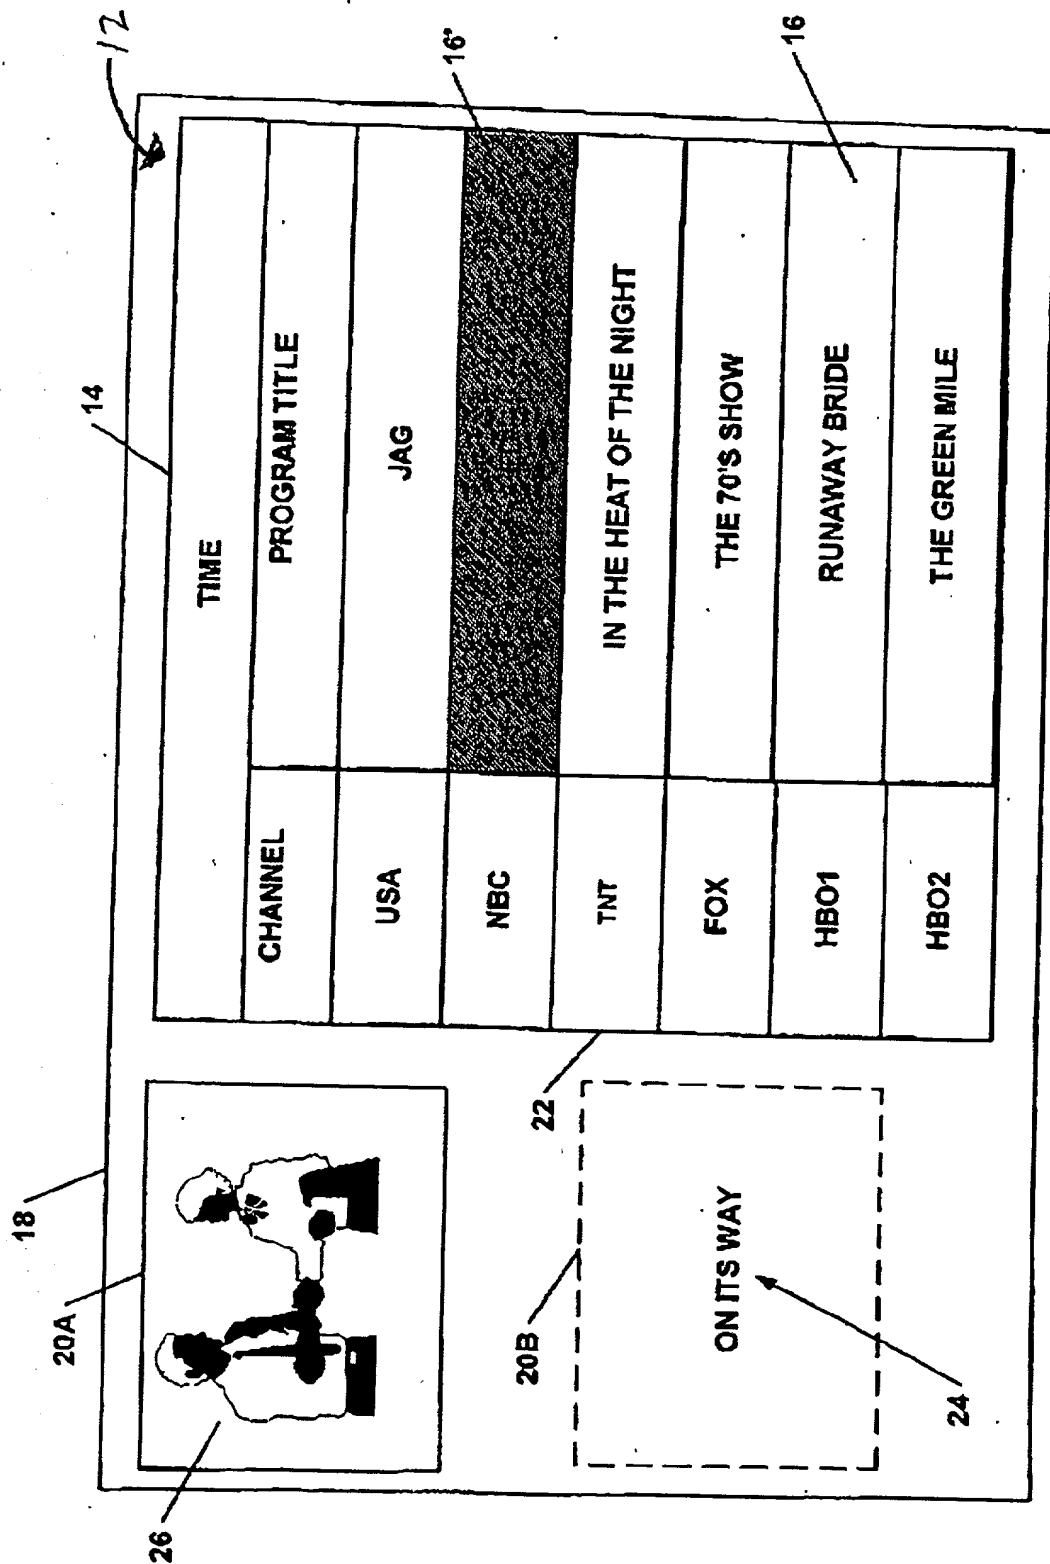 12
18
14
20A
26
TIME
CHANNEL PROGRAM TITLE
USA JAG
NBC
16"
TNT IN THE HEAT OF THE NIGHT
FOX THE 70'S SHOW
HBO1 RUNAWAY BRIDE
16
HBO2 THE GREEN MILE
22
20B
ON ITS WAY
24